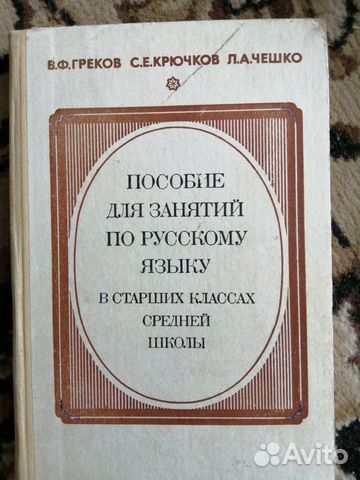 В.Ф.ГРЕКОВ С.Е.КРЮЧКОВ Л.А.ЧЕШКО
ПОСОБИЕ
ДЛЯ ЗАНЯТИЙ
ПО РУССКОМУ
ЯЗЫКУ
В СТАРШИХ КЛАССАХ
СРЕДНЕЙ
ШКОЛЫ
Avito